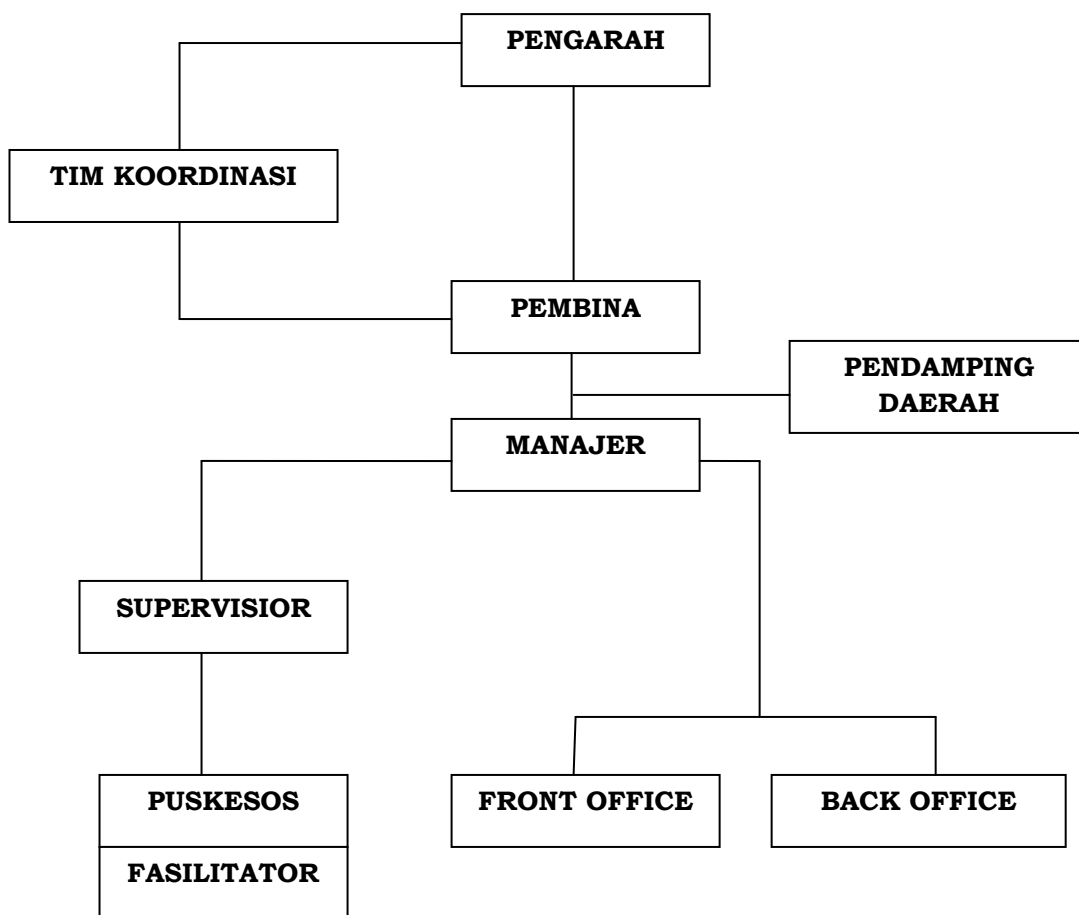 PENGARAH
TIM KOORDINASI
PEMBINA
PENDAMPING
DAERAH
MANAJER
SUPERVISIOR
PUSKESOS
FASILITATOR
FRONT OFFICE
BACK OFFICE